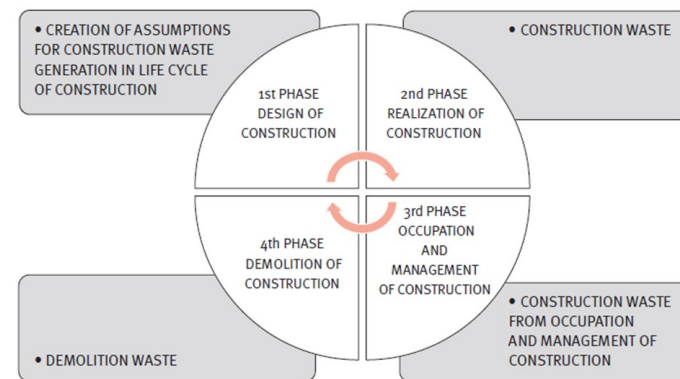 • CREATION OF ASSUMPTIONS
FOR CONSTRUCTION WASTE
GENERATION IN LIFE CYCLE
OF CONSTRUCTION
• CONSTRUCTION WASTE
1st PHASE
DESIGN OF
CONSTRUCTION
2nd PHASE
REALIZATION OF
CONSTRUCTION
3rd PHASE
OCCUPATION
AND
MANAGEMENT
OF CONSTRUCTION
4th PHASE
DEMOLITION OF
CONSTRUCTION
• DEMOLITION WASTE
• CONSTRUCTION WASTE
FROM OCCUPATION
AND MANAGEMENT OF
CONSTRUCTION